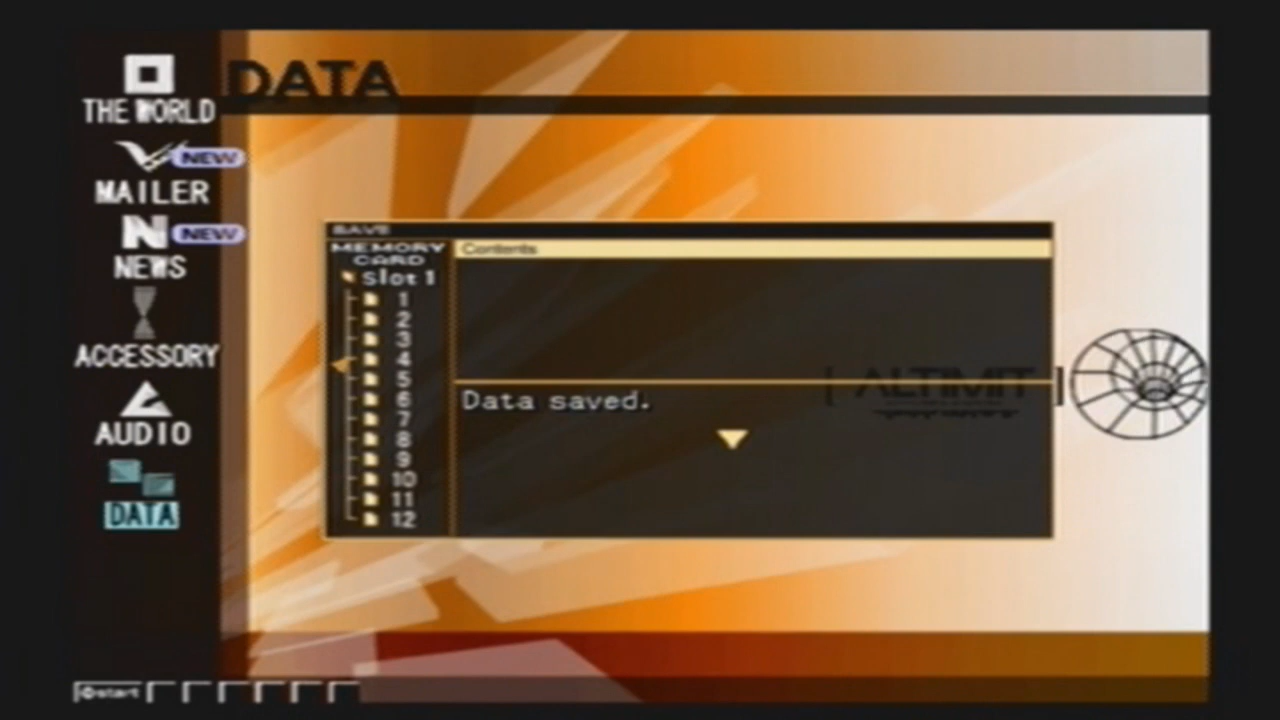 DATA
THE WORLD
NEW
MAILER
NEW
NEWS
ACCESSORY
AUDIO
DATA
SAVE
MEMORY
CARD
Contents
Slot 1
1
2
3
4
5
6
7
8
9
10
11
12
Data saved.
ALTIMIT
start